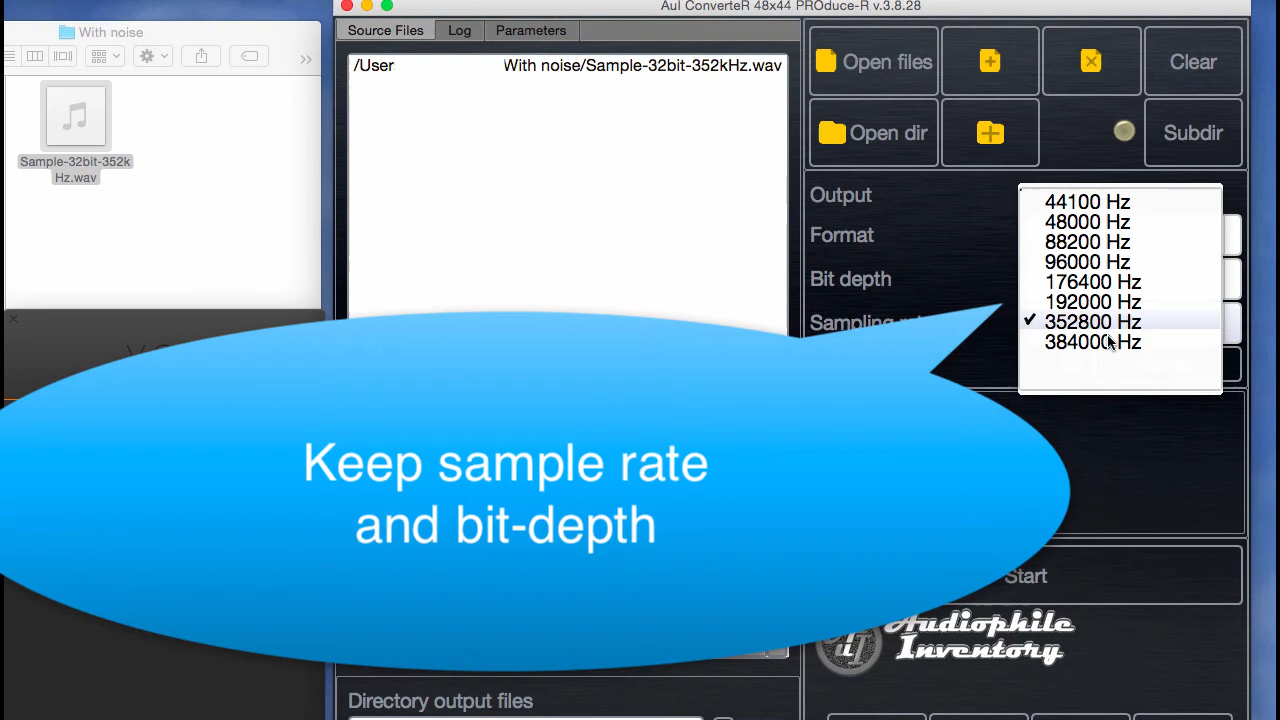 With noise
Sample-32bit-352k
Hz.wav
AuI ConverteR 48x44 PROduce-R v.3.8.28
Source Files
Log
Parameters
/User
With noise/Sample-32bit-352kHz.wav
Open files
Clear
Open dir
Subdir
Output
Format
Bit depth
44100 Hz
48000 Hz
88200 Hz
96000 Hz
176400 Hz
192000 Hz
352800 Hz
384000 Hz
Sampling
Keep sample rate
and bit-depth
Start
Audiophile
Inventory
Directory output files